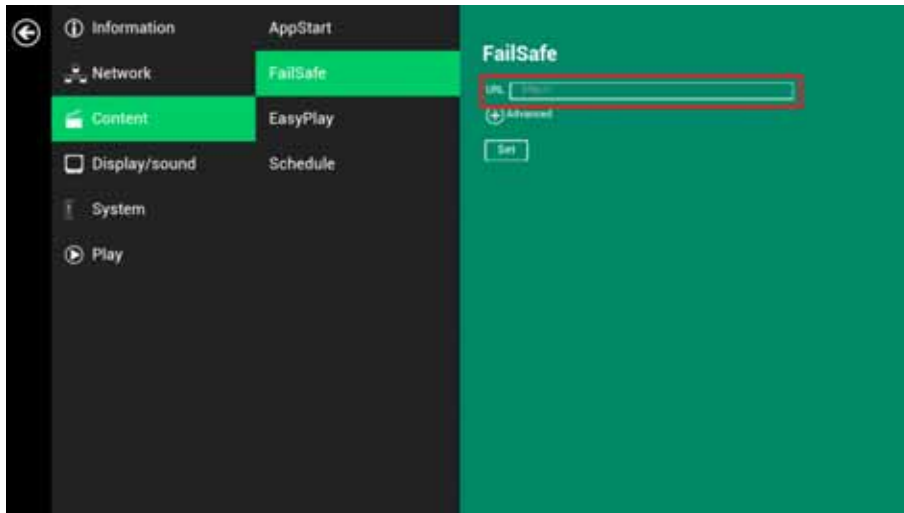 Information
Network
Content
Display/sound
System
Play
AppStart
FailSafe
EasyPlay
Schedule
FailSafe
URL
Advanced
Set